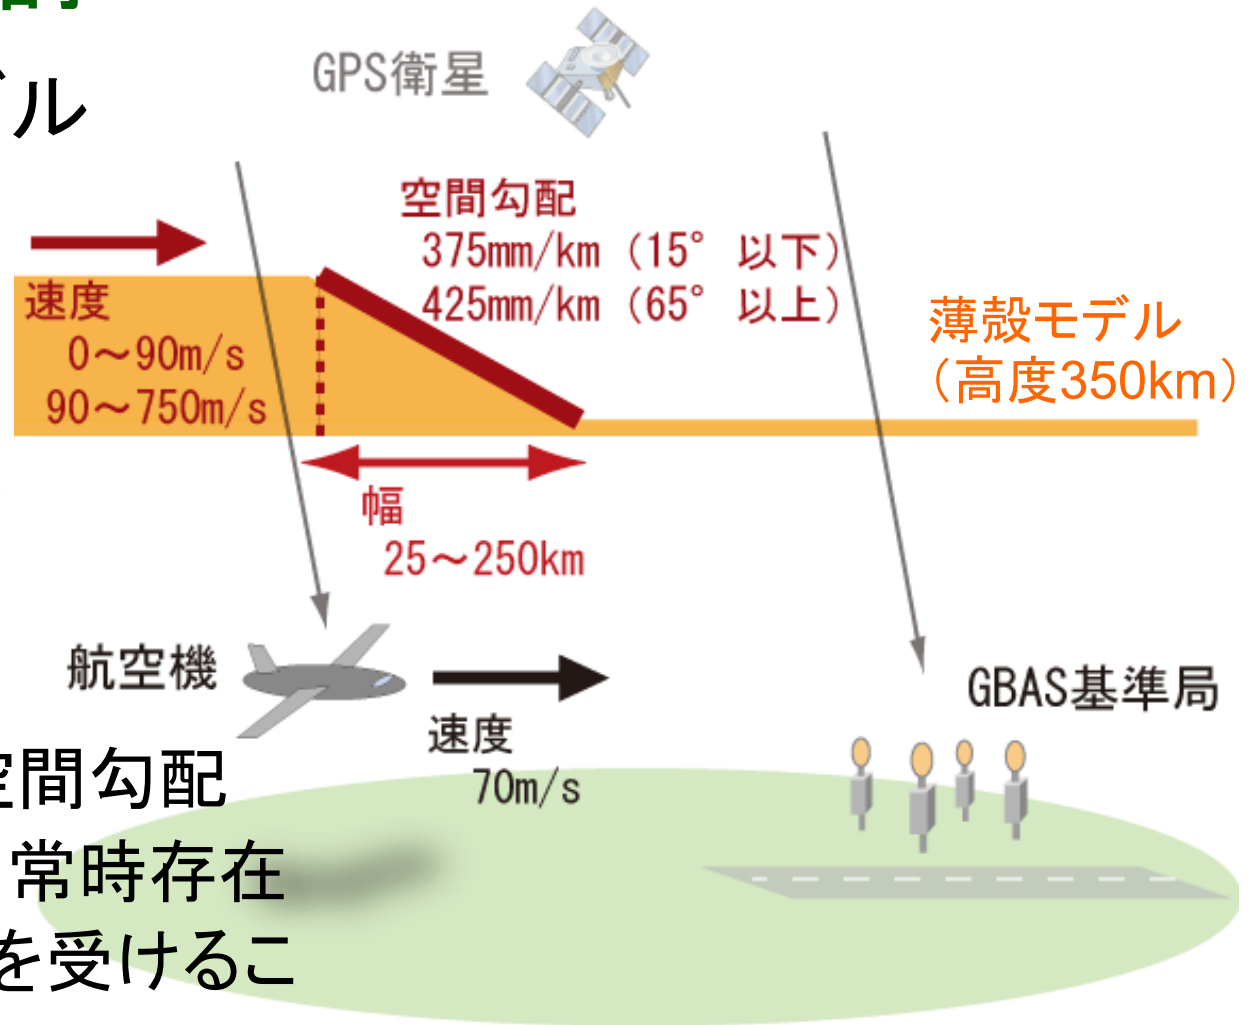 デル
GPS衛星
空間勾配
375mm/km (15° 以下)
425mm/km (65° 以上)
速度
0～90m/s
90～750m/s
薄殻モデル
（高度350km）
幅
25～250km
航空機
速度
70m/s
GBAS基準局
空間勾配
常時存在
を受けるこ